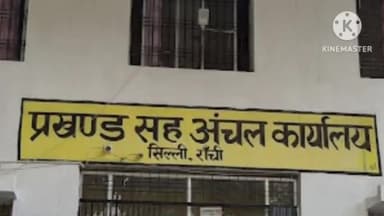 KINEMASTER
प्रखण्ड सह अंचल कार्यालय
सिल्ली, राँची